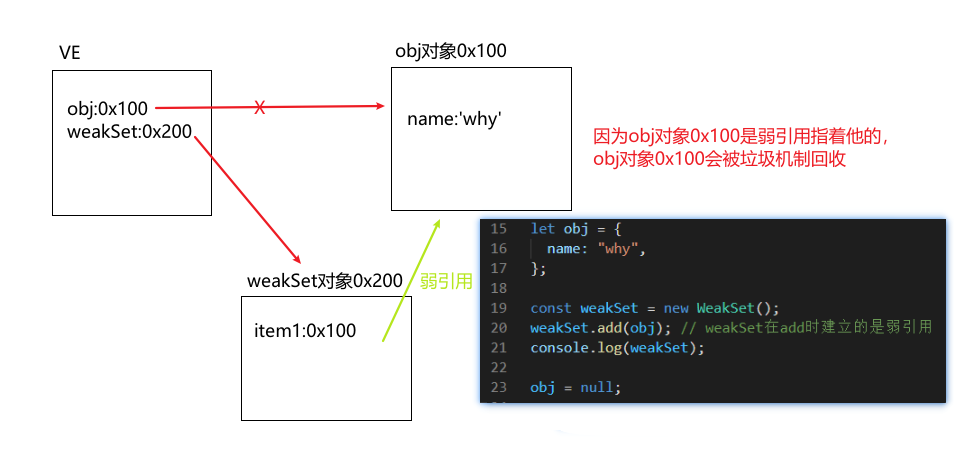 VE
obj:0x100
weakSet:0x200
X
obj对象0x100
name:'why'
因为obj对象0x100是弱引用指着他的,
obj对象0x100会被垃圾机制回收
weakSet对象0x200
弱引用
item1:0x100
15 let obj = {
16 name: "why",
17 };
18
19 const weakSet = new WeakSet();
20 weakSet.add(obj); // weakSet在add时建立的是弱引用
21 console.log(weakSet);
22
23 obj = null;